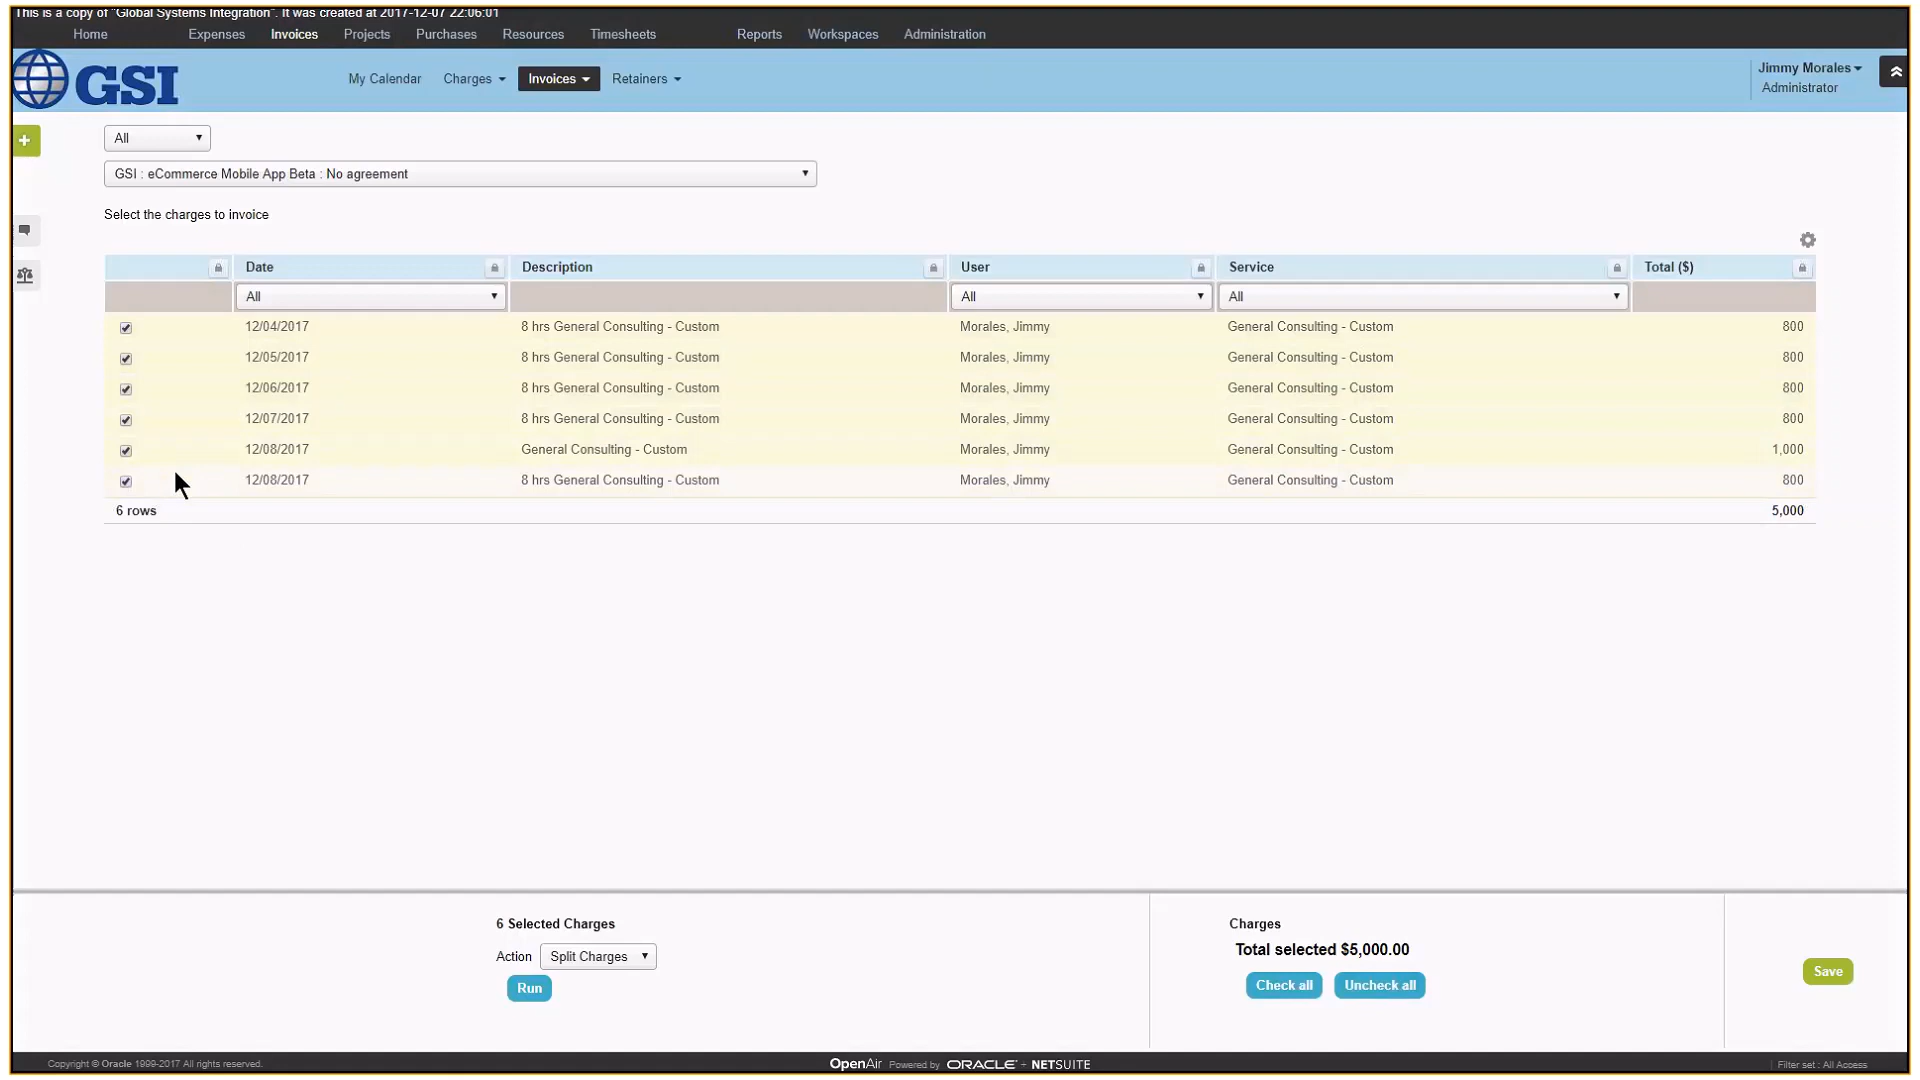 This is a copy of "Global Systems Integration". It was created at 2017-12-07 22:06:01
Home Expenses Invoices Projects Purchases Resources Timesheets Reports Workspaces Administration
GSI
My Calendar Charges Invoices Retainers
Jimmy Morales
Administrator
All
GSI : eCommerce Mobile App Beta : No agreement
Select the charges to invoice
Date Description User Service Total ($)
All All All
12/04/2017 8 hrs General Consulting - Custom Morales, Jimmy General Consulting - Custom 800
12/05/2017 8 hrs General Consulting - Custom Morales, Jimmy General Consulting - Custom 800
12/06/2017 8 hrs General Consulting - Custom Morales, Jimmy General Consulting - Custom 800
12/07/2017 8 hrs General Consulting - Custom Morales, Jimmy General Consulting - Custom 800
12/08/2017 General Consulting - Custom Morales, Jimmy General Consulting - Custom 1,000
12/08/2017 8 hrs General Consulting - Custom Morales, Jimmy General Consulting - Custom 800
6 rows 5,000
6 Selected Charges
Action Split Charges
Run
Charges
Total selected $5,000.00
Check all Uncheck all
Save
Copyright © Oracle 1999-2017 All rights reserved.
OpenAir Powered by ORACLE + NETSUITE
Filter set : All Access